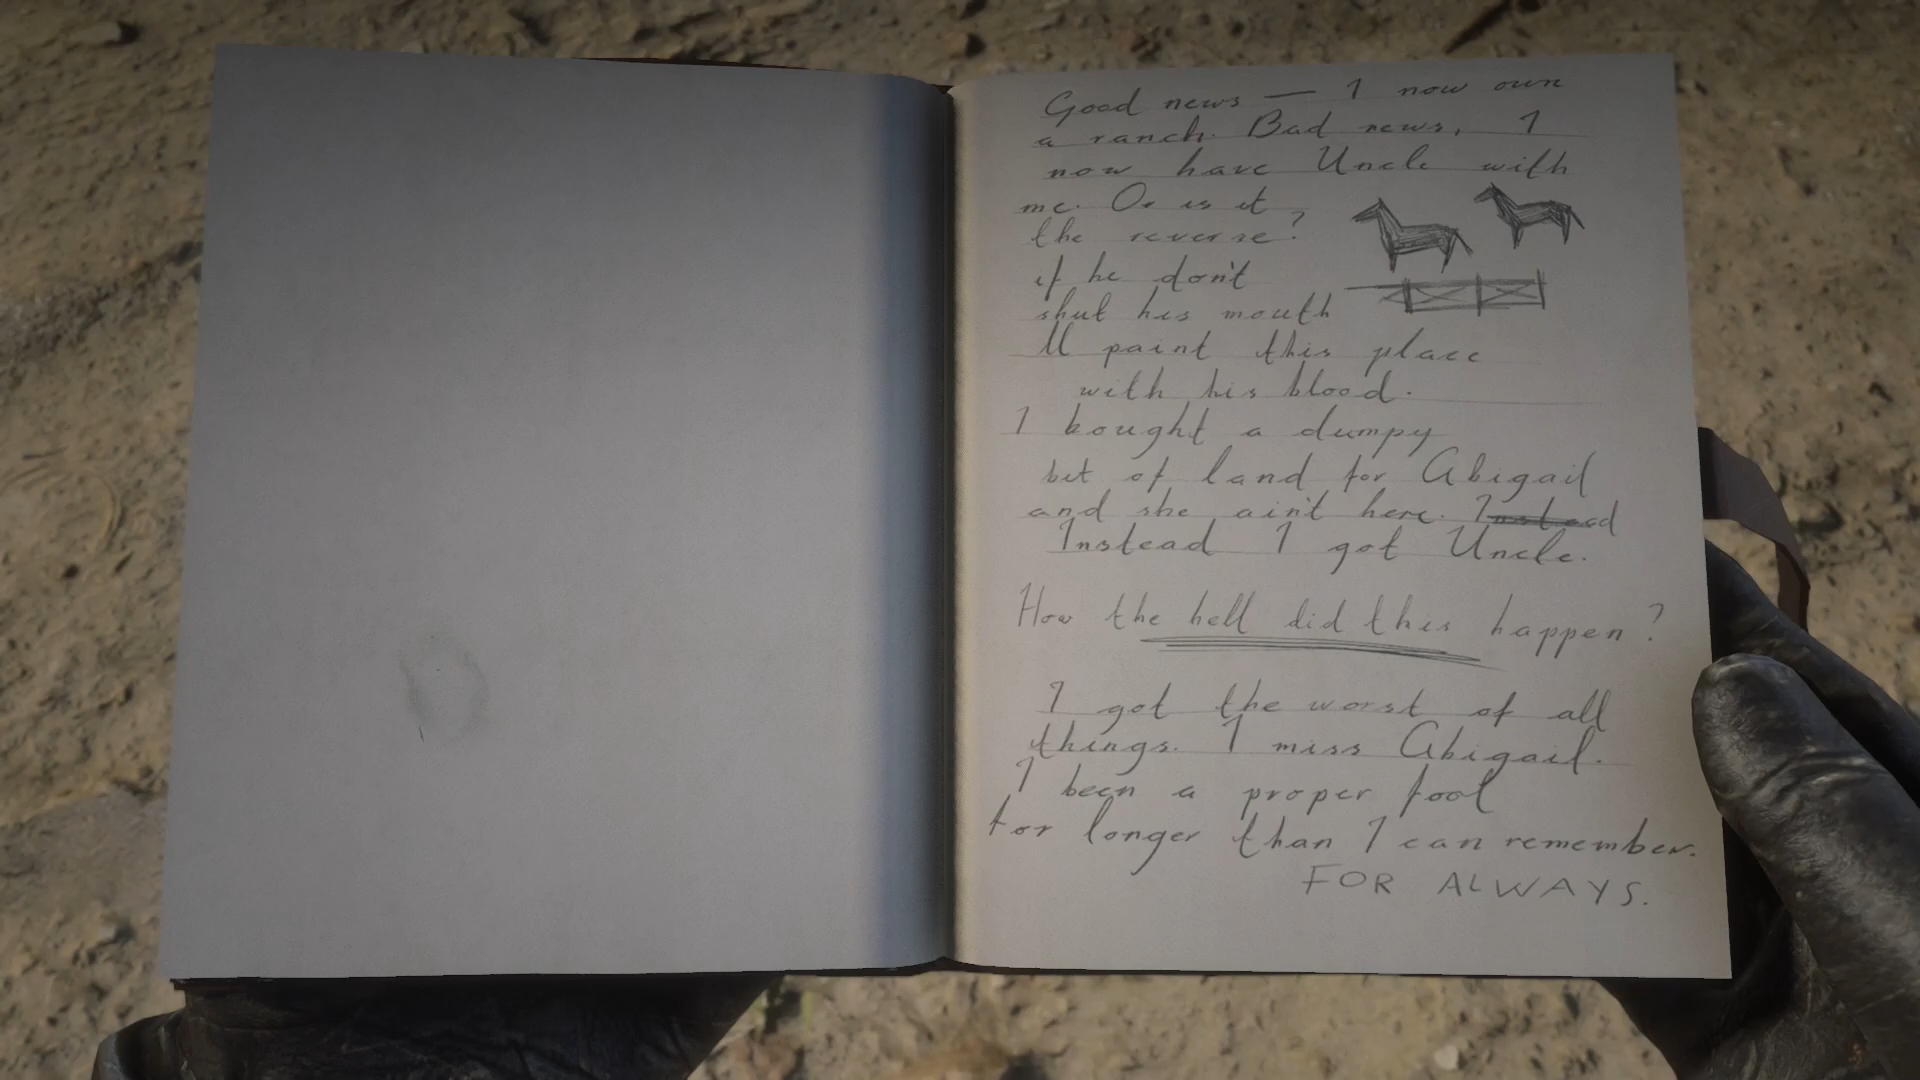 Good news — I now own
a ranch. Bad news, I
now have Uncle with
me. Or is it
the reverse?
if he don't
shut his mouth
I'll paint this place
with his blood.
I bought a dumpy
bit of land for Abigail
and she ain't here. Instead
Instead I got Uncle.
How the hell did this happen?
I got the worst of all
things. I miss Abigail.
I been a proper fool
for longer than I can remember.
FOR ALWAYS.